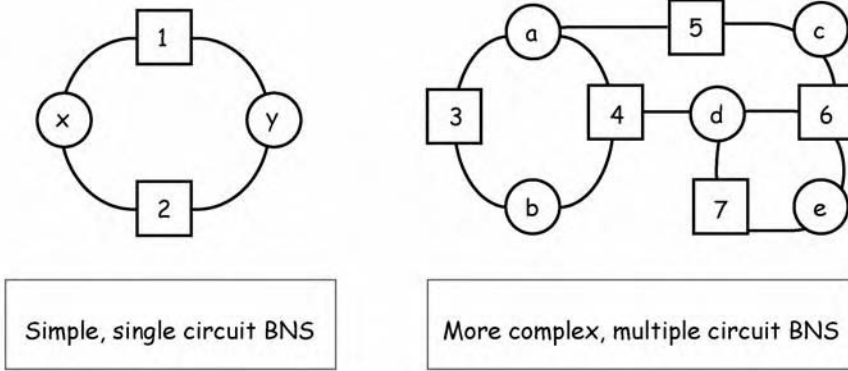 1
x
y
2
a
5
c
3
4
d
6
b
7
e
Simple, single circuit BNS
More complex, multiple circuit BNS